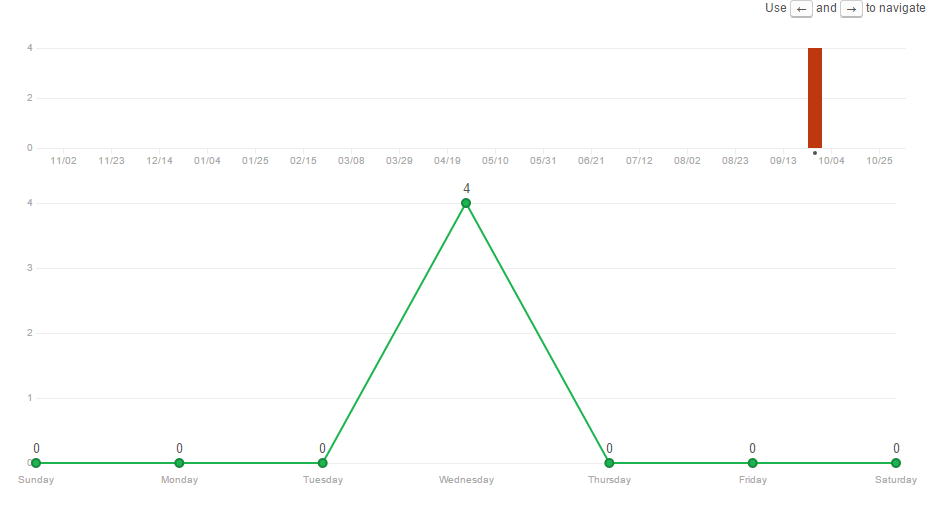 Use ← and → to navigate
4
2
0
11/02 11/23 12/14 01/04 01/25 02/15 03/08 03/29 04/19 05/10 05/31 06/21 07/12 08/02 08/23 09/13 10/04 10/25
4
4
3
2
1
0 0 0 0 0 0
0
Sunday Monday Tuesday Wednesday Thursday Friday Saturday